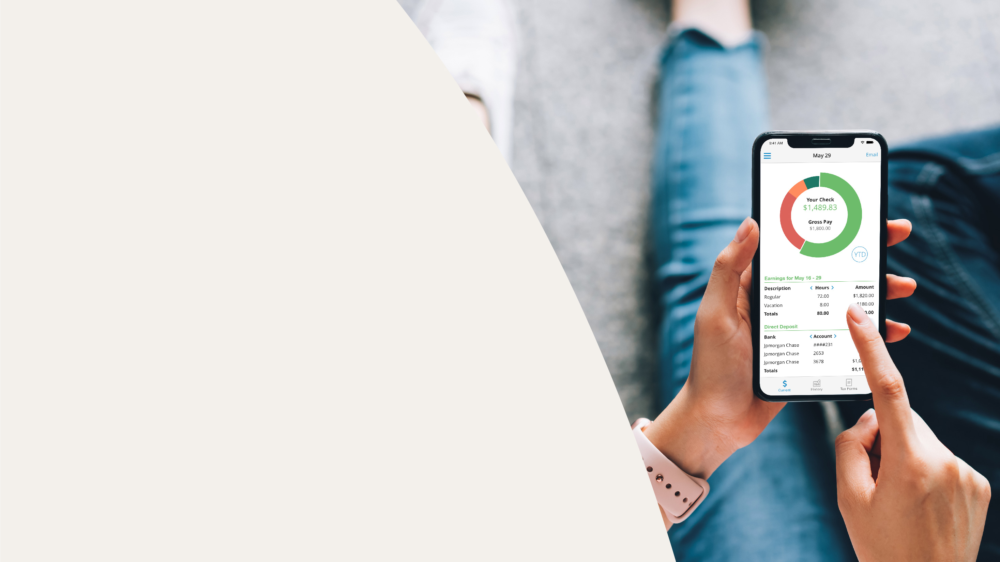 9:41 AM
May 29 Email
Your Check
$1,489.83
Gross Pay
$1,800.00
YTD
Earnings for May 16 - 29
Description < Hours > Amount
Regular 72.00 $1,820.00
Vacation 8.00 $180.00
Totals 80.00
Direct Deposit
Bank < Account >
Jpmorgan Chase ####231
Jpmorgan Chase 2653
Jpmorgan Chase 3678
Totals
Current History Tax Forms